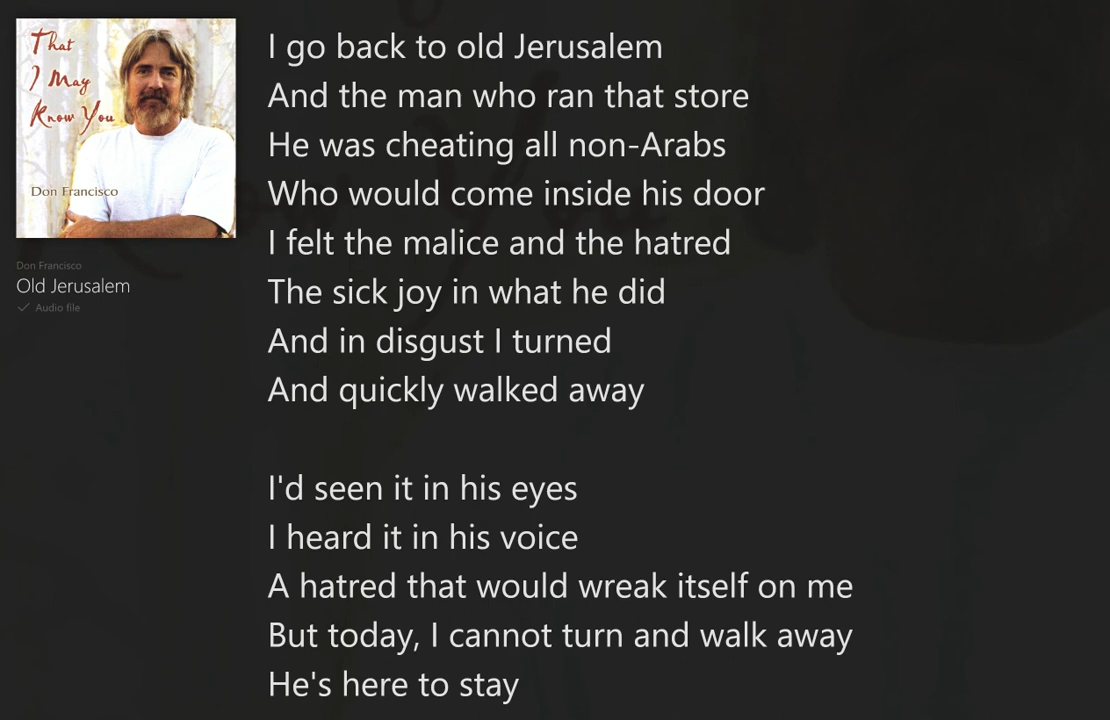 That
I May
Know You
Don Francisco
Don Francisco
Old Jerusalem
Audio file
I go back to old Jerusalem
And the man who ran that store
He was cheating all non-Arabs
Who would come inside his door
I felt the malice and the hatred
The sick joy in what he did
And in disgust I turned
And quickly walked away
I'd seen it in his eyes
I heard it in his voice
A hatred that would wreak itself on me
But today, I cannot turn and walk away
He's here to stay